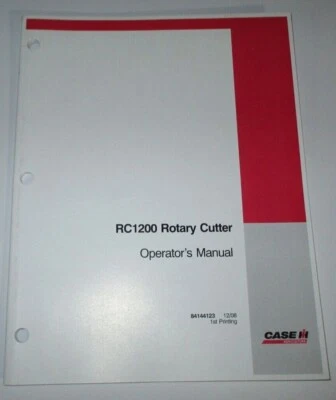 RC1200 Rotary Cutter
Operator's Manual
84144123 12/08
1st Printing
CASE IH